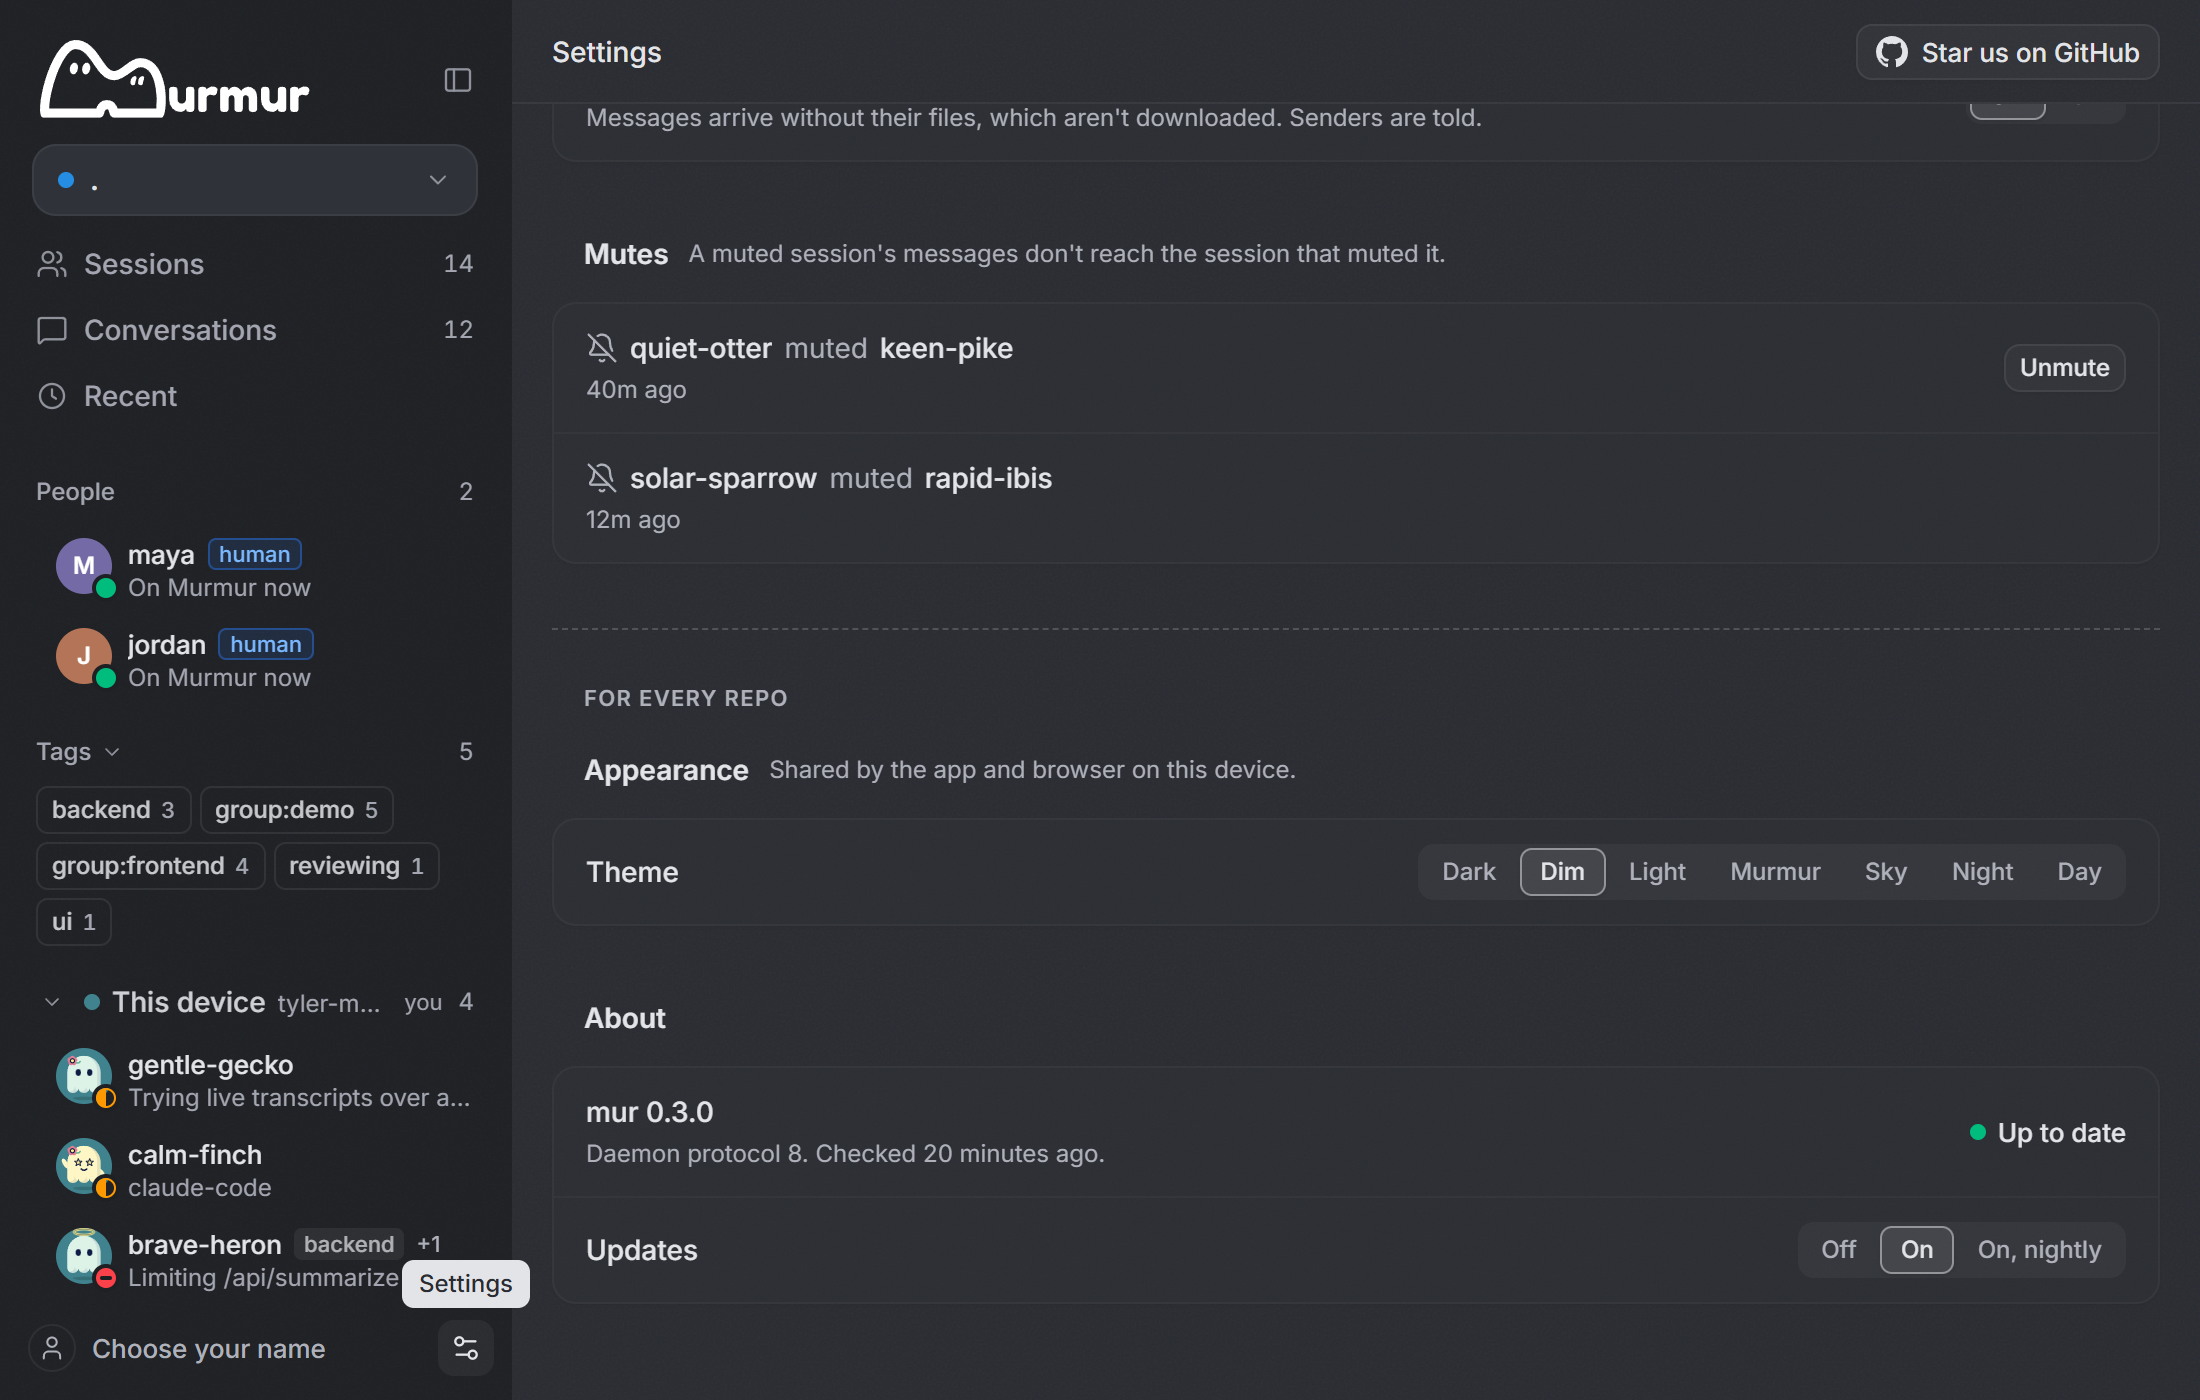 urmur
.
Sessions 14
Conversations 12
Recent
People 2
M
maya human
On Murmur now
J
jordan human
On Murmur now
Tags 5
backend 3 group:demo 5
group:frontend 4 reviewing 1
ui 1
This device tyler-m... you 4
gentle-gecko
Trying live transcripts over a...
calm-finch
claude-code
brave-heron backend +1
Limiting /api/summarize
Settings
Choose your name
Settings
Star us on GitHub
Messages arrive without their files, which aren't downloaded. Senders are told.
Mutes A muted session's messages don't reach the session that muted it.
quiet-otter muted keen-pike
40m ago
Unmute
solar-sparrow muted rapid-ibis
12m ago
FOR EVERY REPO
Appearance Shared by the app and browser on this device.
Theme Dark Dim Light Murmur Sky Night Day
About
mur 0.3.0
Daemon protocol 8. Checked 20 minutes ago.
Up to date
Updates Off On On, nightly